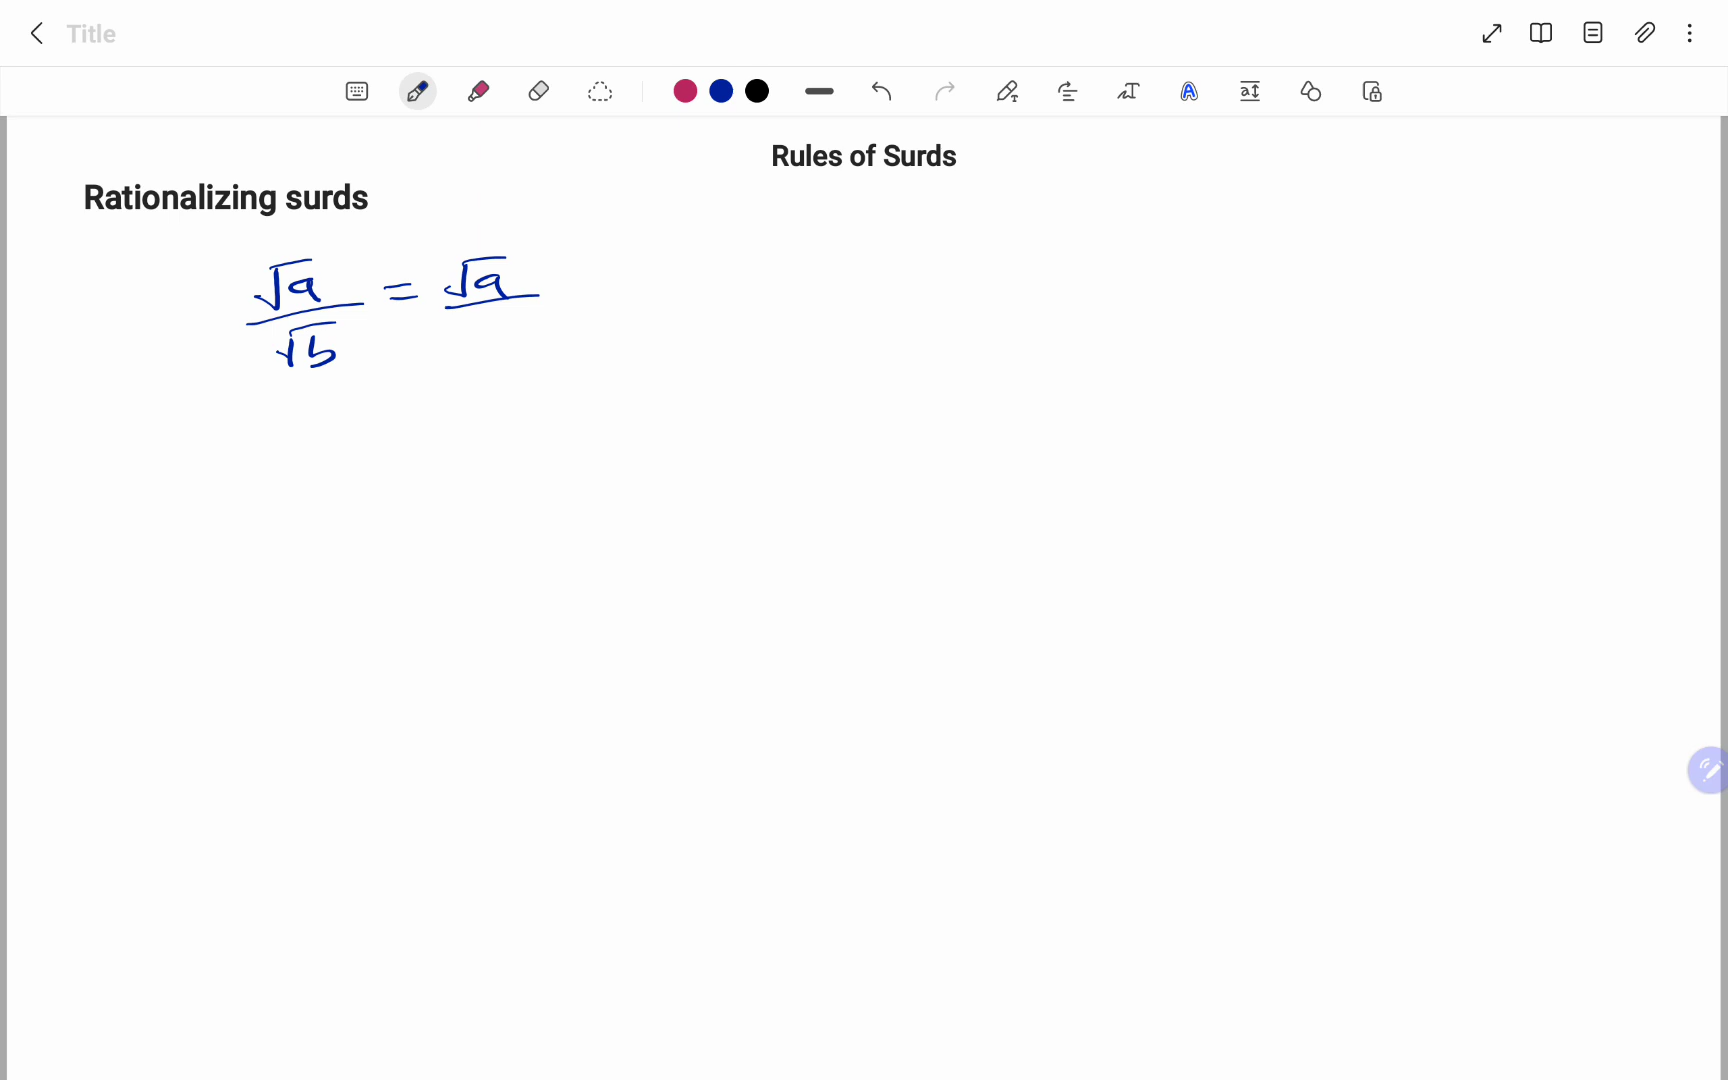 Title
Rules of Surds
Rationalizing surds
√a/√b = √a/